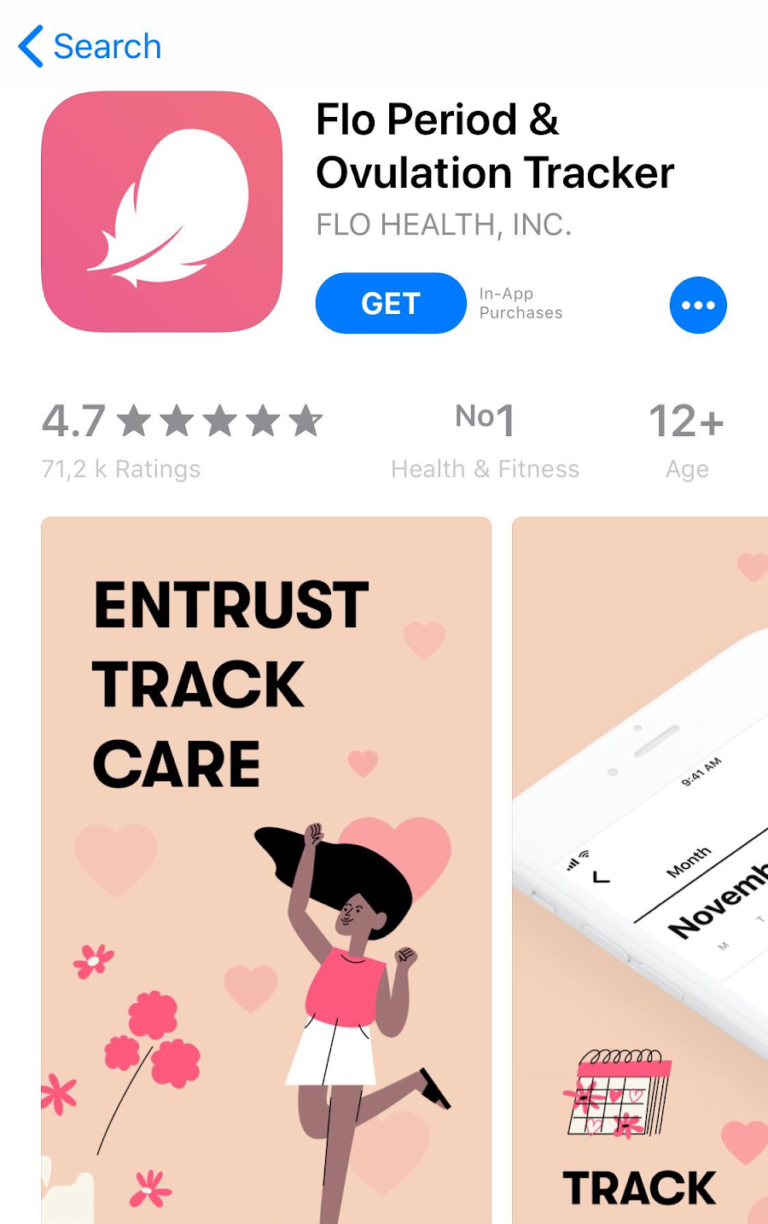 Search
Flo Period &
Ovulation Tracker
FLO HEALTH, INC.
GET
In-App
Purchases
4.7
No1
12+
71,2 k Ratings
Health & Fitness
Age
ENTRUST
TRACK
CARE
9:41 AM
Month
Novemb
M
T
TRACK